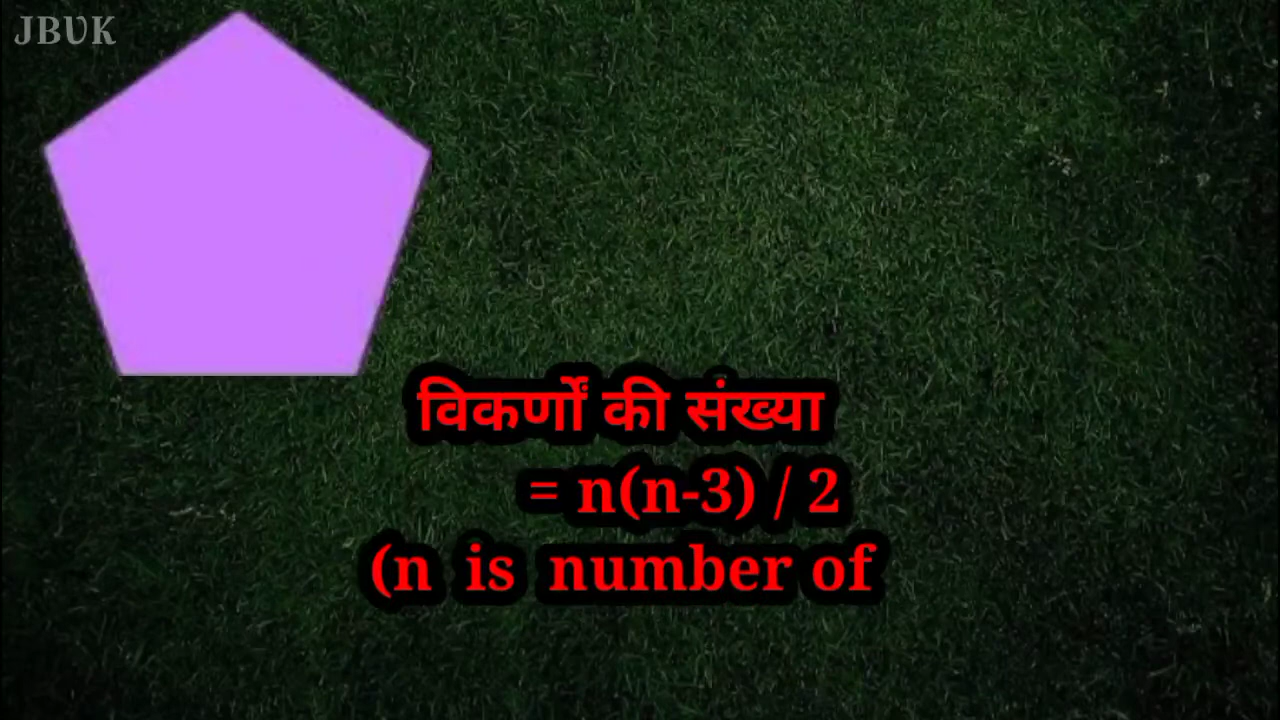 JBUK
विकर्णों की संख्या
= n(n-3) / 2
(n is number of